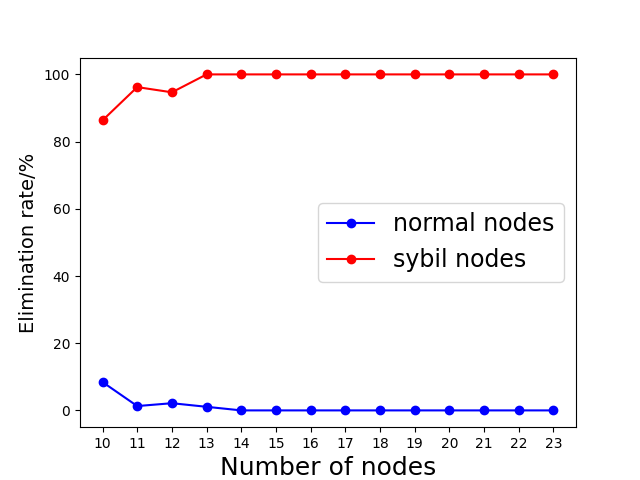 100
80
60
40
20
0
Elimination rate/%
normal nodes
sybil nodes
10 11 12 13 14 15 16 17 18 19 20 21 22 23
Number of nodes